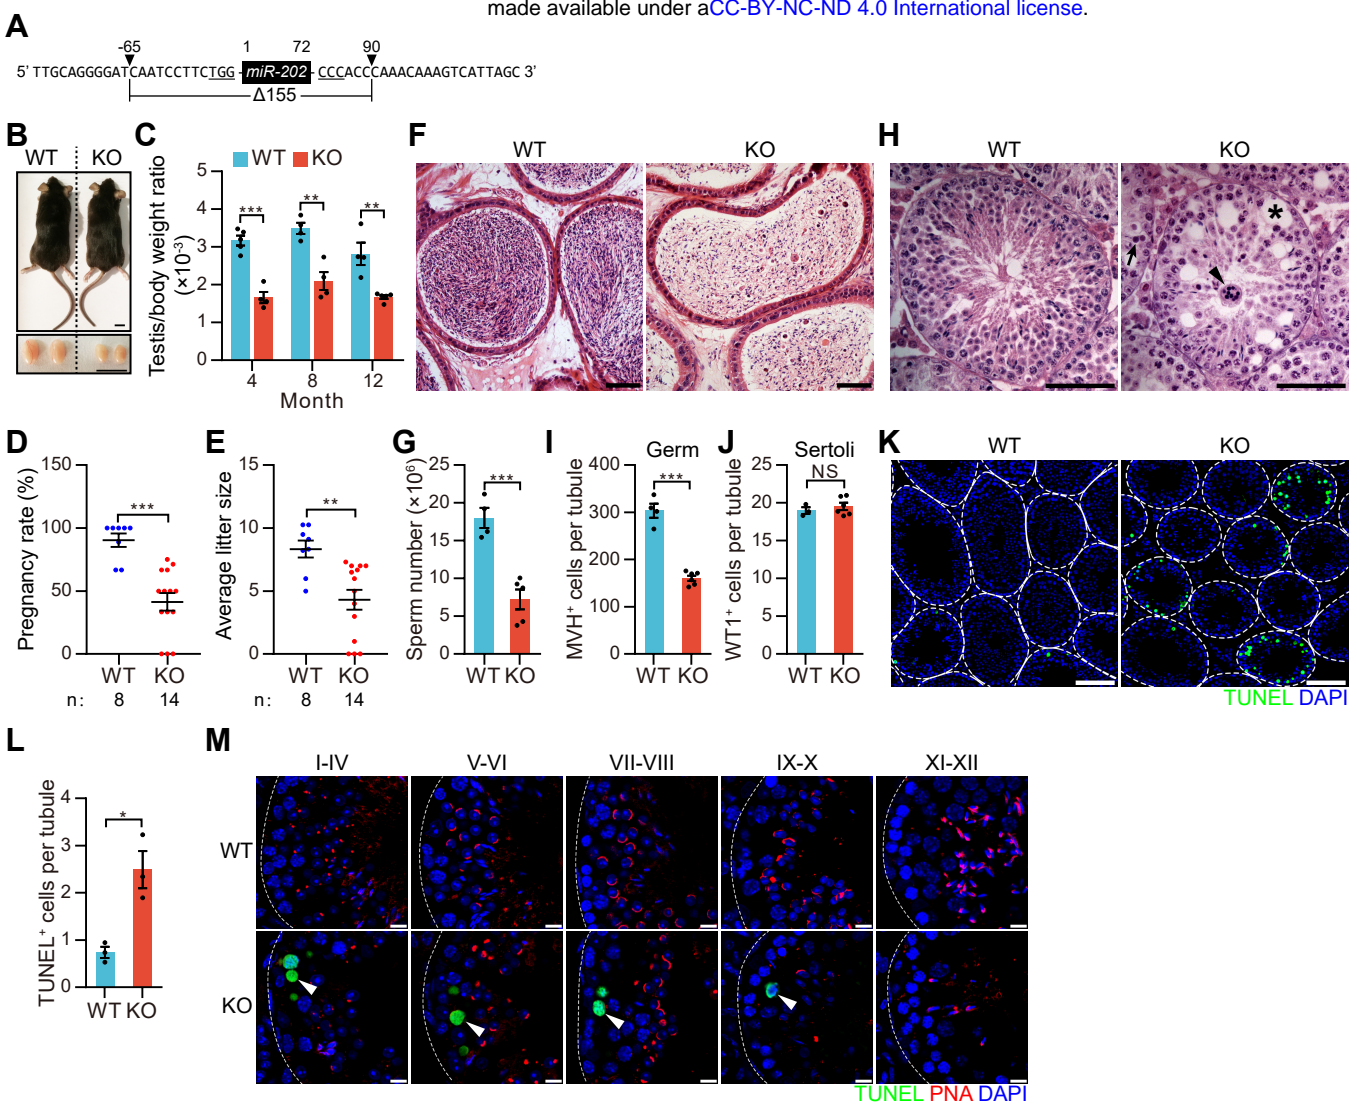 made available under aCC-BY-NC-ND 4.0 International license.
A
-65 1 72 90
5' TTGCAGGGGATCAATCCTTCTGG miR-202 CCCACCCAAACAAAGTCATTAGC 3'
Δ155
B
WT KO
C
WT KO
Testis/body weight ratio
(×10-3)
5
4
3
2
1
0
*** ** **
4 8 12
Month
F
WT KO
H
WT KO
*
D
Pregnancy rate (%)
150
100
50
0
***
WT KO
n: 8 14
E
Average litter size
15
10
5
0
**
WT KO
n: 8 14
G
Sperm number (×10⁶)
25
20
15
10
5
0
***
WT KO
I
Germ
MVH⁺ cells per tubule
400
300
200
100
0
***
WT KO
J
Sertoli
WT1⁺ cells per tubule
25
20
15
10
5
0
NS
WT KO
K
WT KO
TUNEL DAPI
L
TUNEL⁺ cells per tubule
4
3
2
1
0
*
WT KO
M
I-IV V-VI VII-VIII IX-X XI-XII
WT
KO
TUNEL PNA DAPI